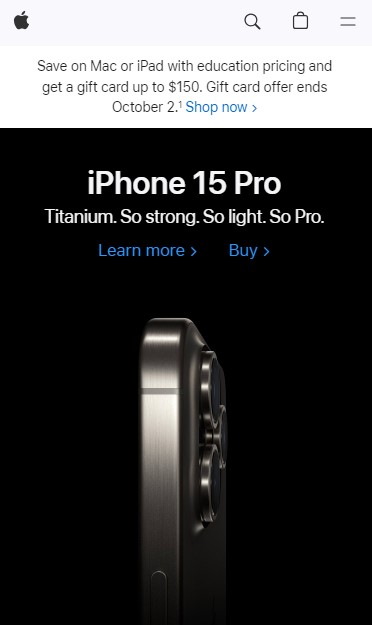 Save on Mac or iPad with education pricing and
get a gift card up to $150. Gift card offer ends
October 2.¹ Shop now >
iPhone 15 Pro
Titanium. So strong. So light. So Pro.
Learn more > Buy >